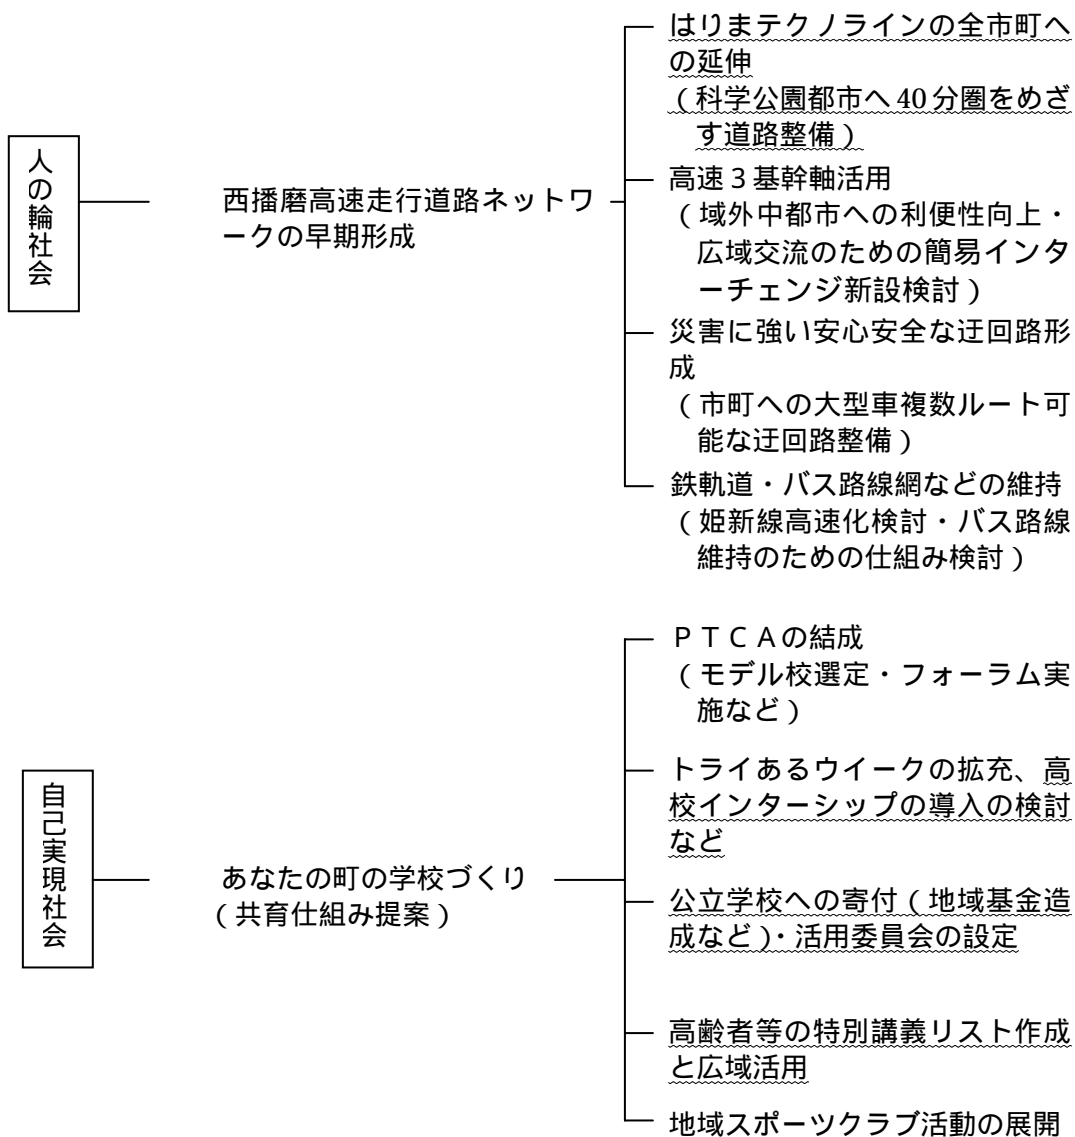 人の輪社会
西播磨高速走行道路ネットワ
ークの早期形成
はりまテクノラインの全市町へ
の延伸
（科学公園都市へ40分圏をめざ
す道路整備）
高速３基幹軸活用
（域外中都市への利便性向上・
広域交流のための簡易インタ
ーチェンジ新設検討）
災害に強い安心安全な迂回路形
成
（市町への大型車複数ルート可
能な迂回路整備）
鉄軌道・バス路線網などの維持
（姫新線高速化検討・バス路線
維持のための仕組み検討）
自己実現社会
あなたの町の学校づくり
（共育仕組み提案）
ＰＴＣＡの結成
（モデル校選定・フォーラム実
施など）
トライあるウイークの拡充、高
校インターシップの導入の検討
など
公立学校への寄付（地域基金造
成など）・活用委員会の設定
高齢者等の特別講義リスト作成
と広域活用
地域スポーツクラブ活動の展開